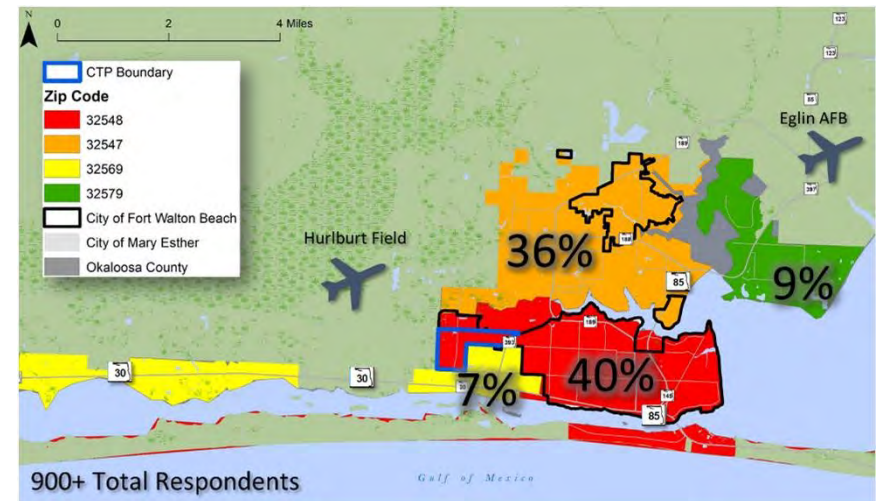 N
0 2 4 Miles
CTP Boundary
Zip Code
32548
32547
32569
32579
City of Fort Walton Beach
City of Mary Esther
Okaloosa County
123
123
85
Eglin AFB
189
397
Hurlburt Field
36%
188
85
9%
189
393
30
30
30
7%
40%
145
85
900+ Total Respondents
Gulf of Mexico